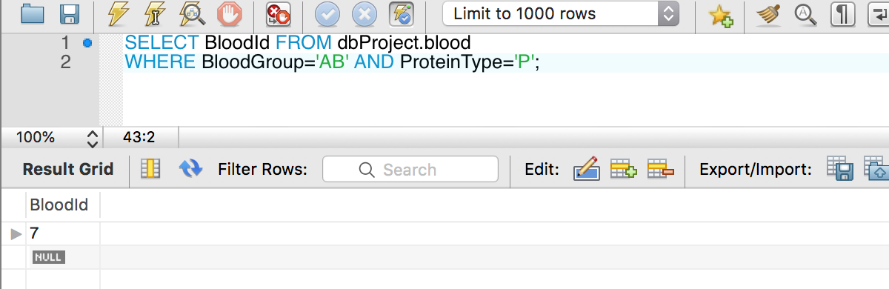 Limit to 1000 rows
1 SELECT BloodId FROM dbProject.blood
2 WHERE BloodGroup='AB' AND ProteinType='P';
100% 43:2
Result Grid Filter Rows: Search Edit: Export/Import:
BloodId
7
NULL